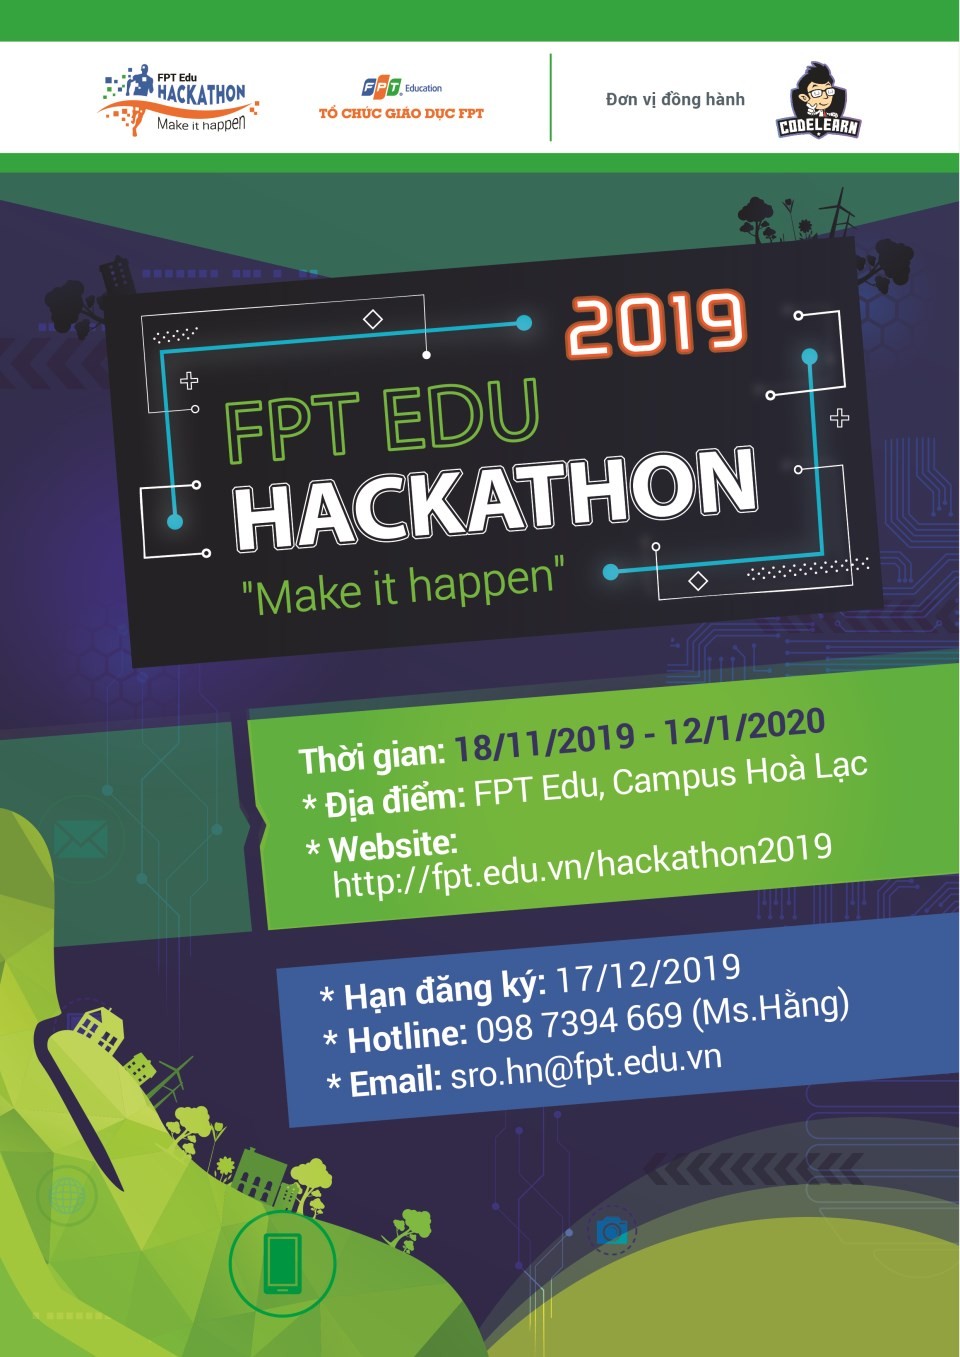 FPT Edu
HACKATHON
Make it happen
FPT Education
TỔ CHỨC GIÁO DỤC FPT
Đơn vị đồng hành
CODELEARN
2019
FPT EDU
HACKATHON
"Make it happen"
Thời gian: 18/11/2019 - 12/1/2020
* Địa điểm: FPT Edu, Campus Hoà Lạc
* Website:
http://fpt.edu.vn/hackathon2019
* Hạn đăng ký: 17/12/2019
* Hotline: 098 7394 669 (Ms.Hằng)
* Email: sro.hn@fpt.edu.vn